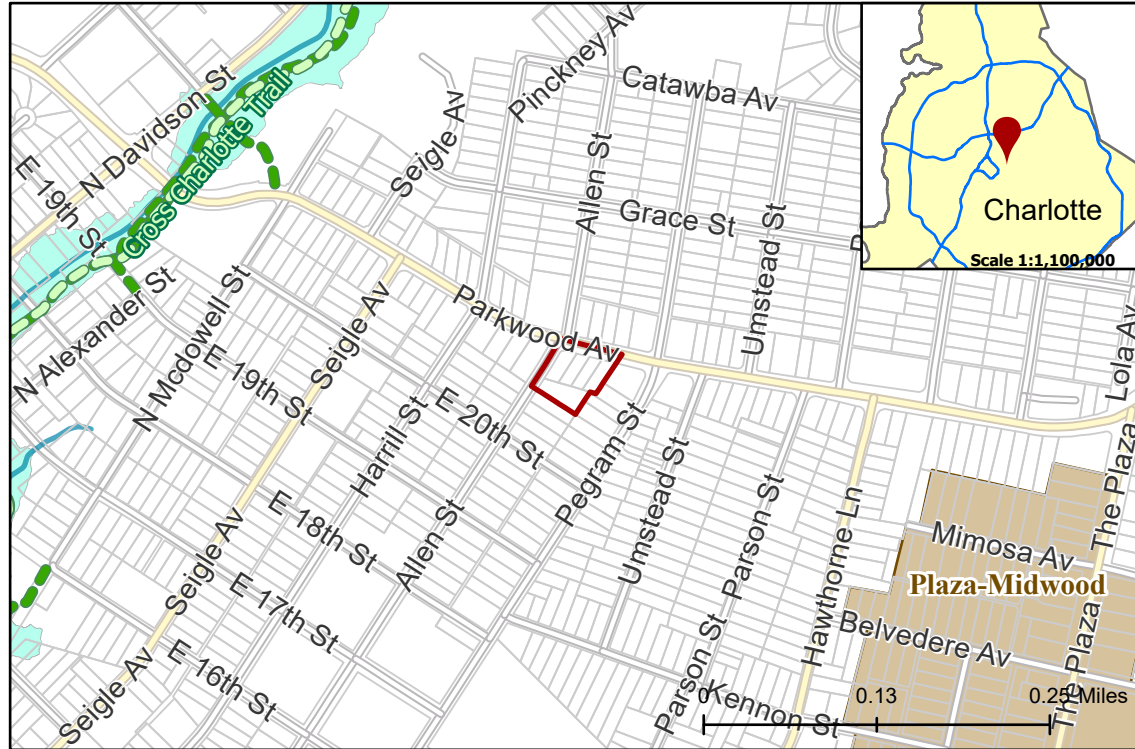 Pinckney Av
Catawba Av
N Davidson St
Seigle Av
Cross Charlotte Trail
E 19th St
Allen St
Grace St
Umstead St
Charlotte
Scale 1:1,100,000
N Alexander St
N Mcdowell St
Seigle Av
Parkwood Av
Lola Av
E 19th St
Harrill St
E 20th St
Pegram St
Umstead St
Parson St
Hawthorne Ln
The Plaza
E 18th St
Allen St
Mimosa Av
Plaza-Midwood
Seigle Av
E 17th St
Belvedere Av
E 16th St
Parson St
Kennon St
The Plaza
Seigle Av
0
0.13
0.25 Miles